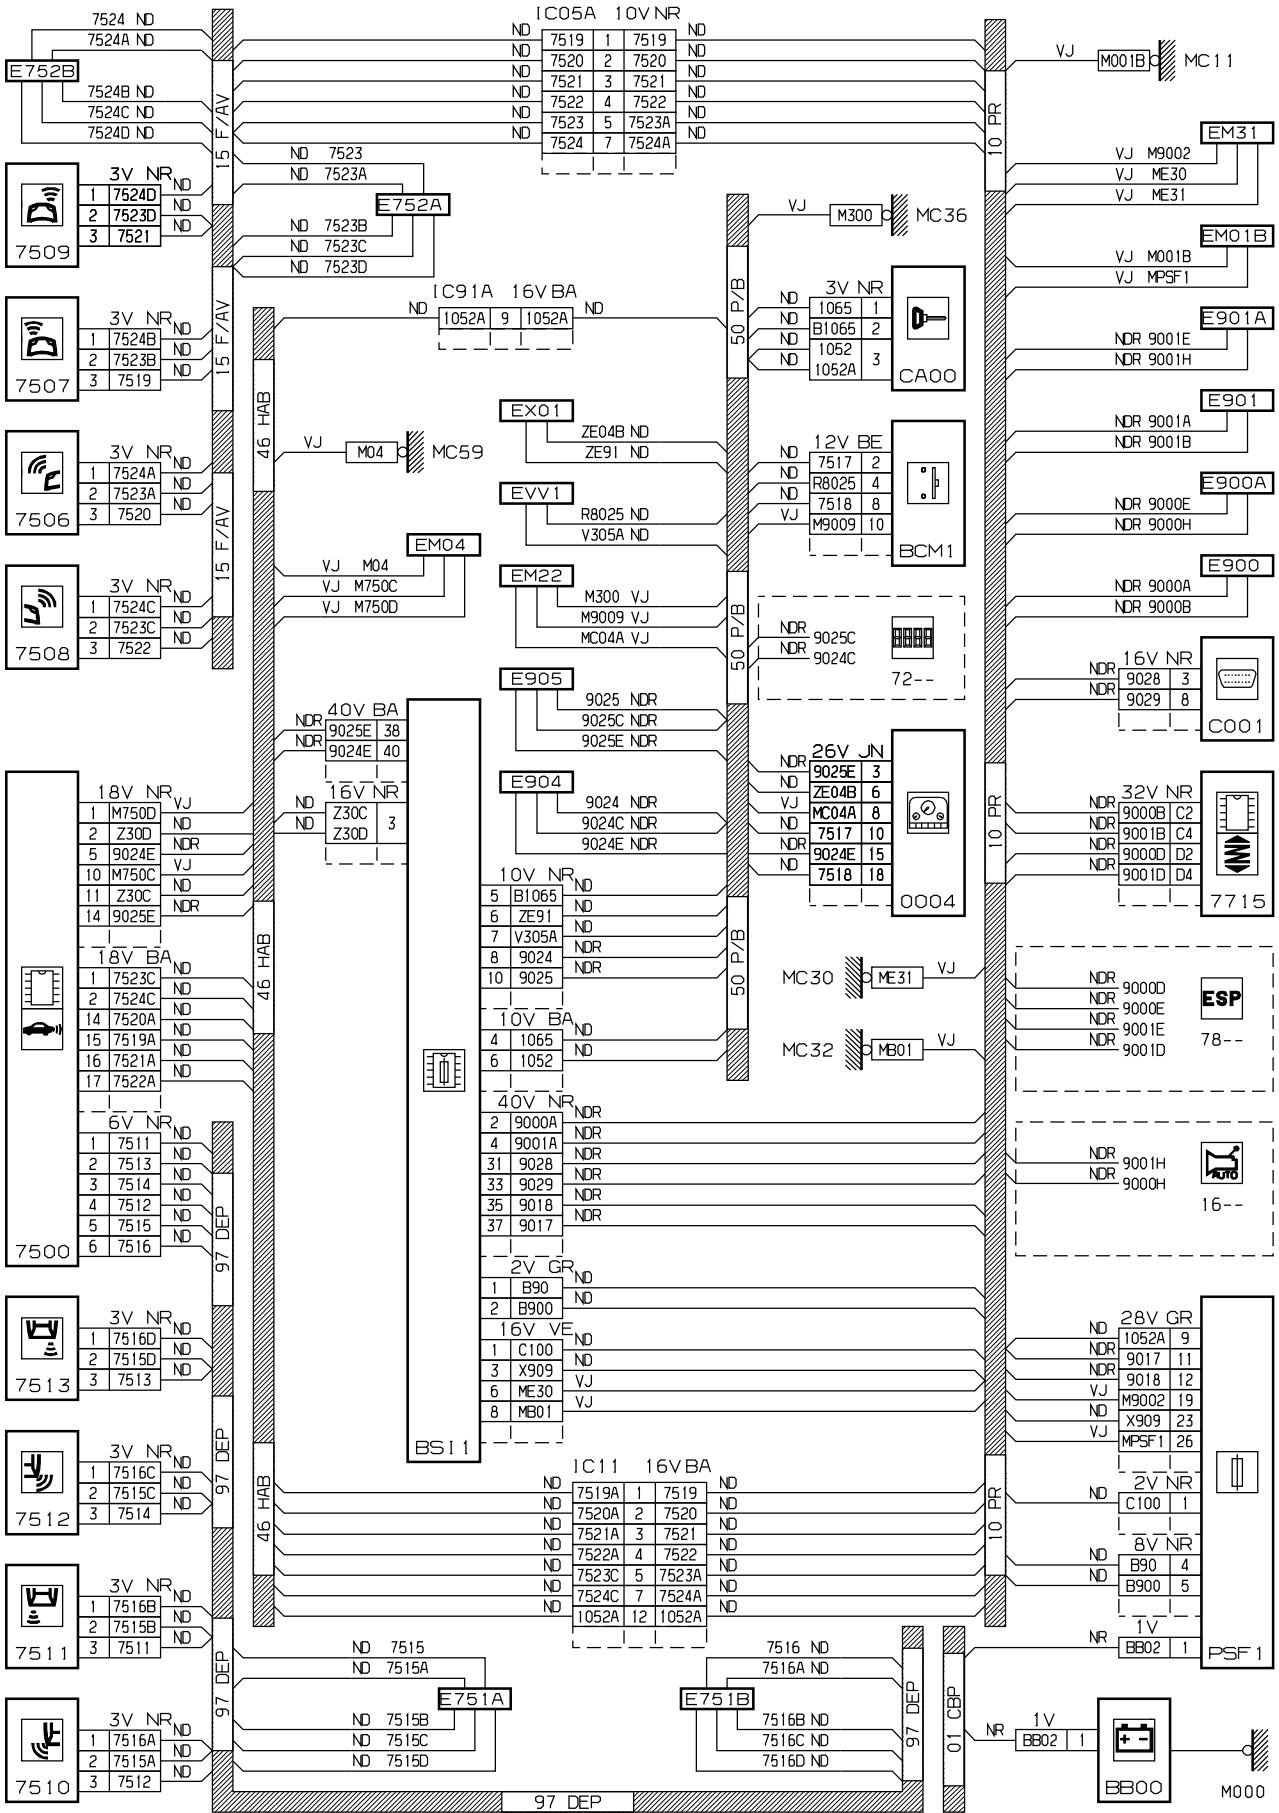 7524 ND
7524A ND
E752B
7524B ND
7524C ND
7524D ND
15 F/AV
IC05A 10V NR
ND 7519 1 7519 ND
ND 7520 2 7520 ND
ND 7521 3 7521 ND
ND 7522 4 7522 ND
ND 7523 5 7523A ND
ND 7524 7 7524A ND
10 PR
VJ M001B MC11
EM31
VJ M9002
VJ ME30
VJ ME31
EM01B
VJ M001B
VJ MPSF1
E901A
NDR 9001E
NDR 9001H
E901
NDR 9001A
NDR 9001B
E900A
NDR 9000E
NDR 9000H
E900
NDR 9000A
NDR 9000B
3V NR
1 7524D ND
2 7523D ND
3 7521 ND
7509
ND 7523
ND 7523A
E752A
ND 7523B
ND 7523C
ND 7523D
3V NR
1 7524B ND
2 7523B ND
3 7519 ND
7507
15 F/AV
3V NR
1 7524A ND
2 7523A ND
3 7520 ND
7506
15 F/AV
3V NR
1 7524C ND
2 7523C ND
3 7522 ND
7508
IC91A 16V BA
ND 1052A 9 1052A ND
46 HAB
VJ M04 MC59
EM04
VJ M04
VJ M750C
VJ M750D
50 P/B
VJ M300 MC36
3V NR
ND 1065 1
ND B1065 2
ND 1052
ND 1052A 3
CA00
EX01
ZE04B ND
ZE91 ND
12V BE
ND 7517 2
ND R8025 4
ND 7518 8
VJ M9009 10
BCM1
EVV1
R8025 ND
V305A ND
EM22
M300 VJ
M9009 VJ
MC04A VJ
50 P/B
NDR 9025C
NDR 9024C
72--
E905
9025 NDR
9025C NDR
9025E NDR
E904
9024 NDR
9024C NDR
9024E NDR
26V JN
NDR 9025E 3
ND ZE04B 6
VJ MC04A 8
ND 7517 10
NDR 9024E 15
ND 7518 18
0004
16V NR
NDR 9028 3
NDR 9029 8
C001
10 PR
32V NR
NDR 9000B C2
NDR 9001B C4
NDR 9000D D2
NDR 9001D D4
7715
40V BA
NDR 9025E 38
NDR 9024E 40
16V NR
ND Z30C
ND Z30D 3
18V NR
1 M750D VJ
2 Z30D ND
5 9024E NDR
10 M750C VJ
11 Z30C ND
14 9025E NDR
18V BA
1 7523C ND
2 7524C ND
14 7520A ND
15 7519A ND
16 7521A ND
17 7522A ND
6V NR
1 7511 ND
2 7513 ND
3 7514 ND
4 7512 ND
5 7515 ND
6 7516 ND
7500
46 HAB
10V NR
5 B1065 ND
6 ZE91 ND
7 V305A ND
8 9024 NDR
10 9025 NDR
50 P/B
10V BA
4 1065 ND
6 1052 ND
40V NR
2 9000A NDR
4 9001A NDR
31 9028 NDR
33 9029 NDR
35 9018 NDR
37 9017 NDR
2V GR
1 B90 ND
2 B900 ND
16V VE
1 C100 ND
3 X909 ND
6 ME30 VJ
8 MB01 VJ
BSI1
MC30 ME31 VJ
MC32 MB01 VJ
NDR 9000D
NDR 9000E
NDR 9001E
NDR 9001D
ESP
78--
NDR 9001H
NDR 9000H
AUTO
16--
97 DEP
3V NR
1 7516D ND
2 7515D ND
3 7513 ND
7513
97 DEP
3V NR
1 7516C ND
2 7515C ND
3 7514 ND
7512
3V NR
1 7516B ND
2 7515B ND
3 7511 ND
7511
97 DEP
3V NR
1 7516A ND
2 7515A ND
3 7512 ND
7510
46 HAB
IC11 16V BA
ND 7519A 1 7519 ND
ND 7520A 2 7520 ND
ND 7521A 3 7521 ND
ND 7522A 4 7522 ND
ND 7523C 5 7523A ND
ND 7524C 7 7524A ND
ND 1052A 12 1052A ND
10 PR
28V GR
ND 1052A 9
NDR 9017 11
NDR 9018 12
VJ M9002 19
ND X909 23
VJ MPSF1 26
2V NR
ND C100 1
8V NR
ND B90 4
ND B900 5
1V
NR BB02 1
PSF1
ND 7515
ND 7515A
E751A
ND 7515B
ND 7515C
ND 7515D
7516 ND
7516A ND
E751B
7516B ND
7516C ND
7516D ND
97 DEP
01 CBP
1V
NR BB02 1
BB00
M000
97 DEP